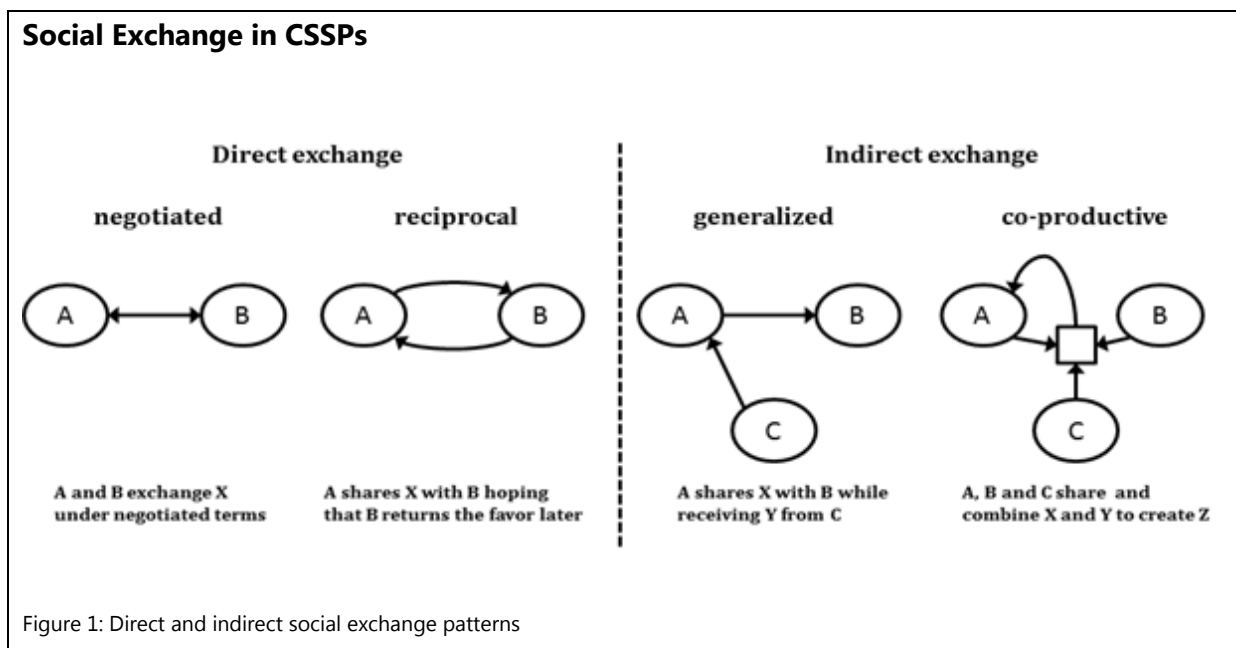 Social Exchange in CSSPs
Direct exchange
Indirect exchange
negotiated
reciprocal
generalized
co-productive
A
B
A
B
A
B
C
A
B
C
A and B exchange X
under negotiated terms
A shares X with B hoping
that B returns the favor later
A shares X with B while
receiving Y from C
A, B and C share and
combine X and Y to create Z
Figure 1: Direct and indirect social exchange patterns